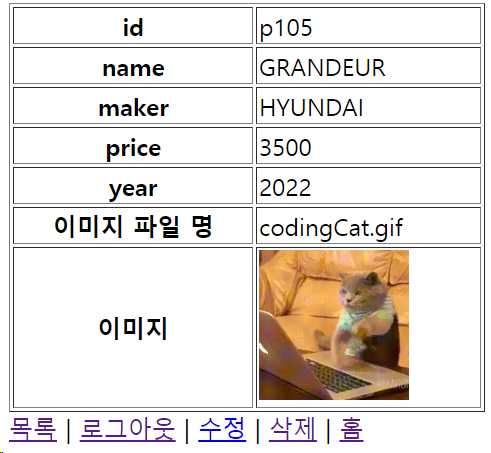 id p105
name GRANDEUR
maker HYUNDAI
price 3500
year 2022
이미지 파일 명 codingCat.gif
이미지
목록 | 로그아웃 | 수정 | 삭제 | 홈